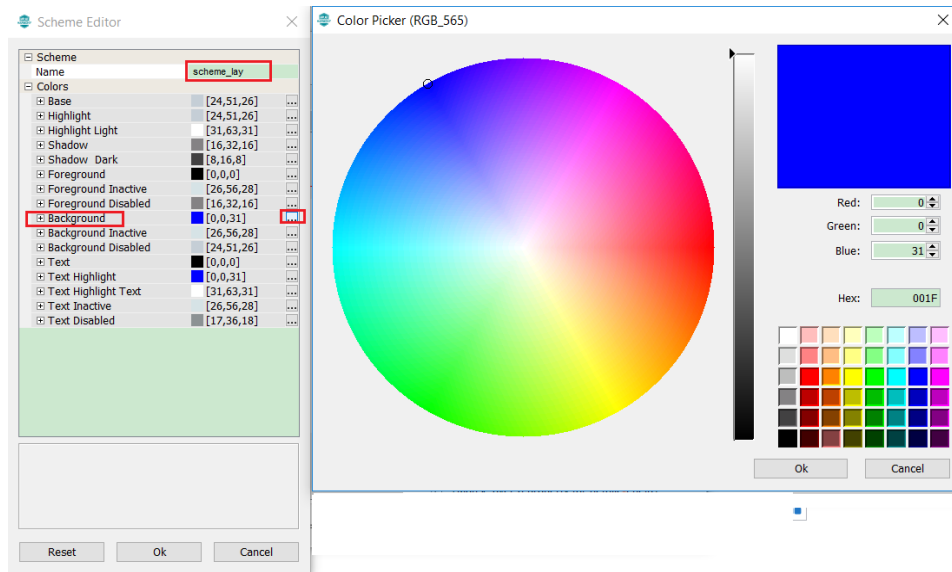 Scheme Editor
Scheme
Name scheme_lay
Colors
Base [24,51,26] ...
Highlight [24,51,26] ...
Highlight Light [31,63,31] ...
Shadow [16,32,16] ...
Shadow Dark [8,16,8] ...
Foreground [0,0,0] ...
Foreground Inactive [26,56,28] ...
Foreground Disabled [16,32,16] ...
Background [0,0,31] ...
Background Inactive [26,56,28] ...
Background Disabled [24,51,26] ...
Text [0,0,0] ...
Text Highlight [0,0,31] ...
Text Highlight Text [31,63,31] ...
Text Inactive [26,56,28] ...
Text Disabled [17,36,18] ...
Reset Ok Cancel
Color Picker (RGB_565)
Red: 0
Green: 0
Blue: 31
Hex: 001F
Ok Cancel